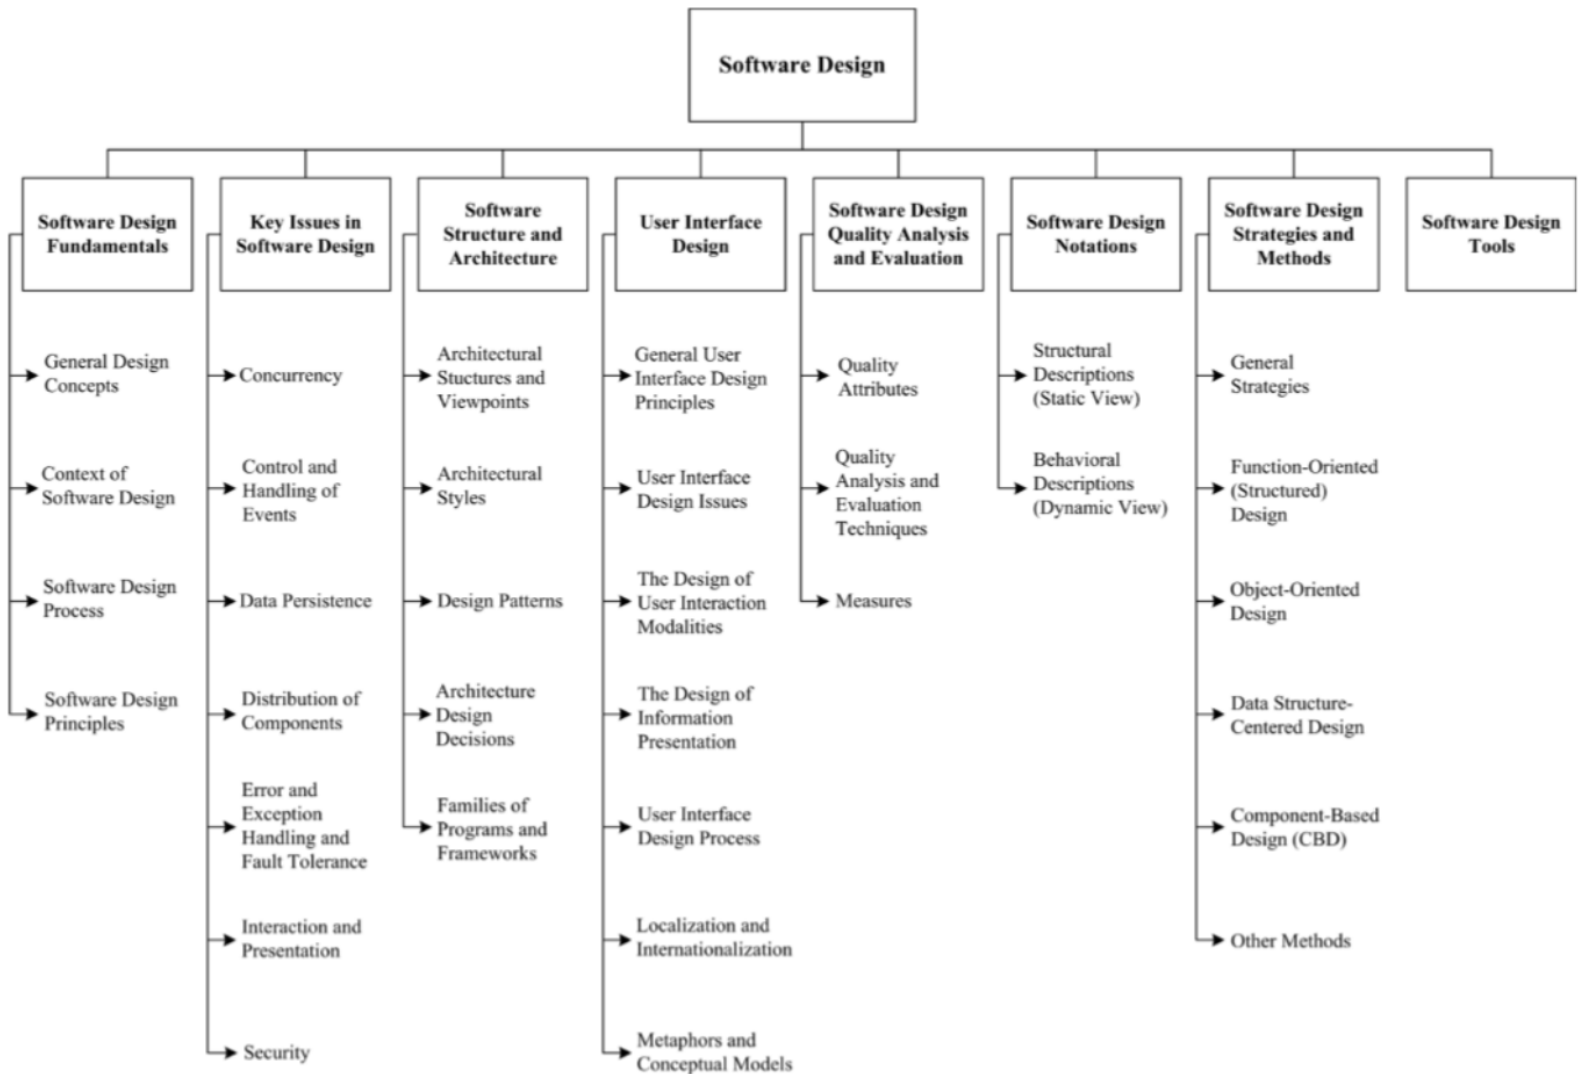 Software Design
Software Design
Fundamentals
General Design
Concepts
Context of
Software Design
Software Design
Process
Software Design
Principles
Key Issues in
Software Design
Concurrency
Control and
Handling of
Events
Data Persistence
Distribution of
Components
Error and
Exception
Handling and
Fault Tolerance
Interaction and
Presentation
Security
Software
Structure and
Architecture
Architectural
Stuctures and
Viewpoints
Architectural
Styles
Design Patterns
Architecture
Design
Decisions
Families of
Programs and
Frameworks
User Interface
Design
General User
Interface Design
Principles
User Interface
Design Issues
The Design of
User Interaction
Modalities
The Design of
Information
Presentation
User Interface
Design Process
Localization and
Internationalization
Metaphors and
Conceptual Models
Software Design
Quality Analysis
and Evaluation
Quality
Attributes
Quality
Analysis and
Evaluation
Techniques
Measures
Software Design
Notations
Structural
Descriptions
(Static View)
Behavioral
Descriptions
(Dynamic View)
Software Design
Strategies and
Methods
General
Strategies
Function-Oriented
(Structured)
Design
Object-Oriented
Design
Data Structure-
Centered Design
Component-Based
Design (CBD)
Other Methods
Software Design
Tools